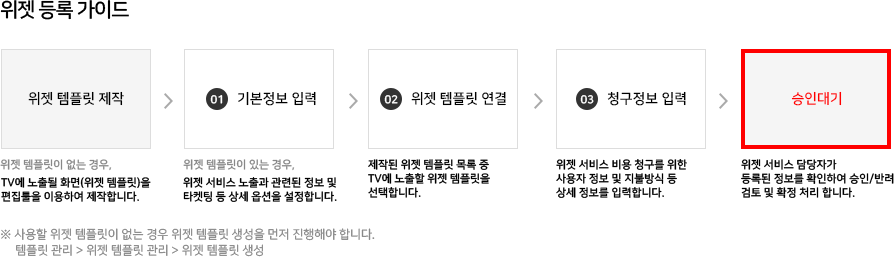 위젯 등록 가이드
위젯 템플릿 제작
01 기본정보 입력
02 위젯 템플릿 연결
03 청구정보 입력
승인대기
위젯 템플릿이 없는 경우,
TV에 노출될 화면(위젯 템플릿)을
편집툴을 이용하여 제작합니다.
위젯 템플릿이 있는 경우,
위젯 서비스 노출과 관련된 정보 및
타겟팅 등 상세 옵션을 설정합니다.
제작된 위젯 템플릿 목록 중
TV에 노출할 위젯 템플릿을
선택합니다.
위젯 서비스 비용 청구를 위한
사용자 정보 및 지불방식 등
상세 정보를 입력합니다.
위젯 서비스 담당자가
등록된 정보를 확인하여 승인/반려
검토 및 확정 처리 합니다.
※ 사용할 위젯 템플릿이 없는 경우 위젯 템플릿 생성을 먼저 진행해야 합니다.
템플릿 관리 > 위젯 템플릿 관리 > 위젯 템플릿 생성